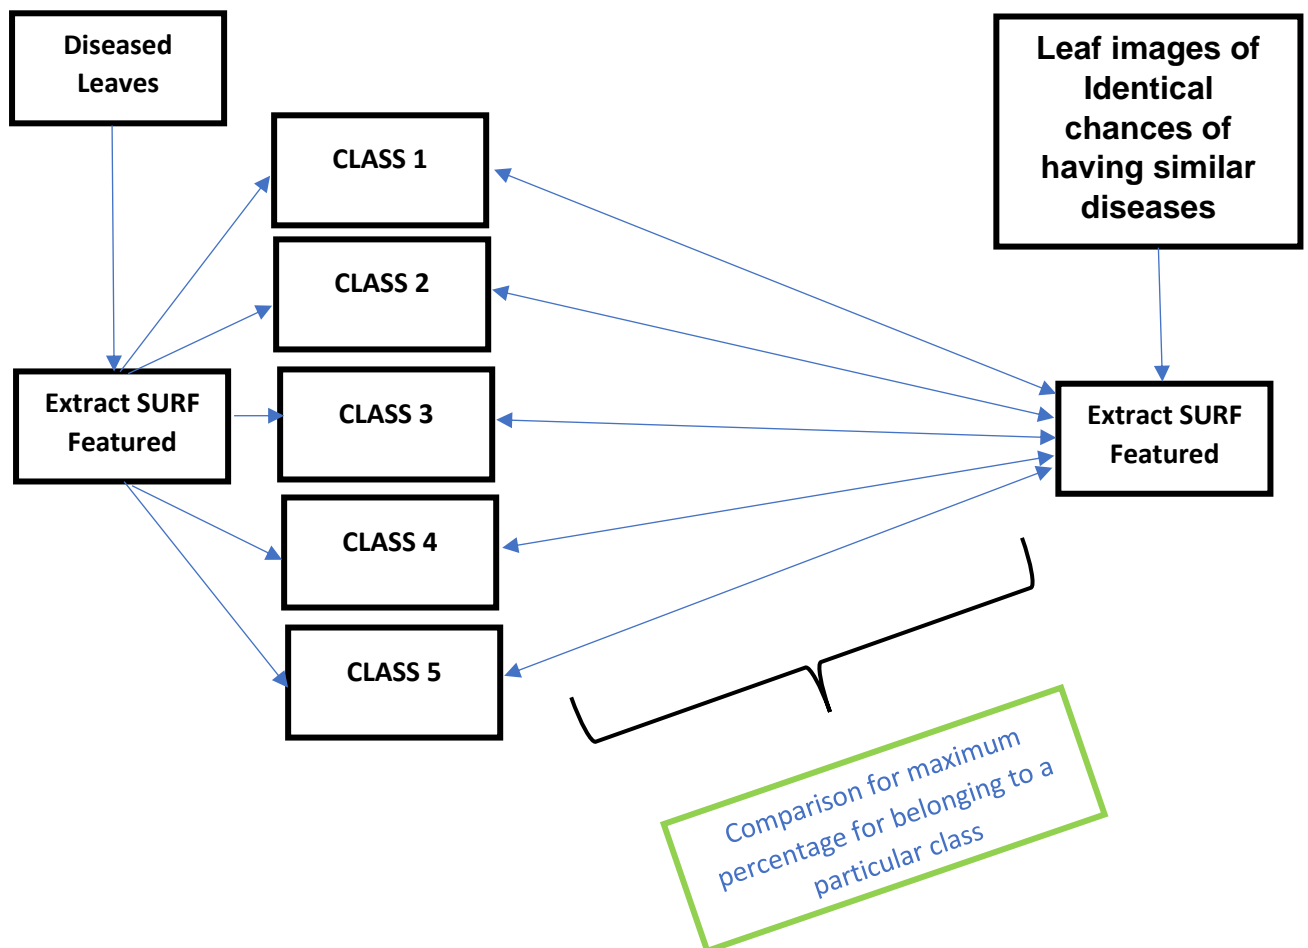 Diseased
Leaves
Leaf images of
Identical
chances of
having similar
diseases
CLASS 1
CLASS 2
Extract SURF
Featured
CLASS 3
Extract SURF
Featured
CLASS 4
CLASS 5
Comparison for maximum
percentage for belonging to a
particular class